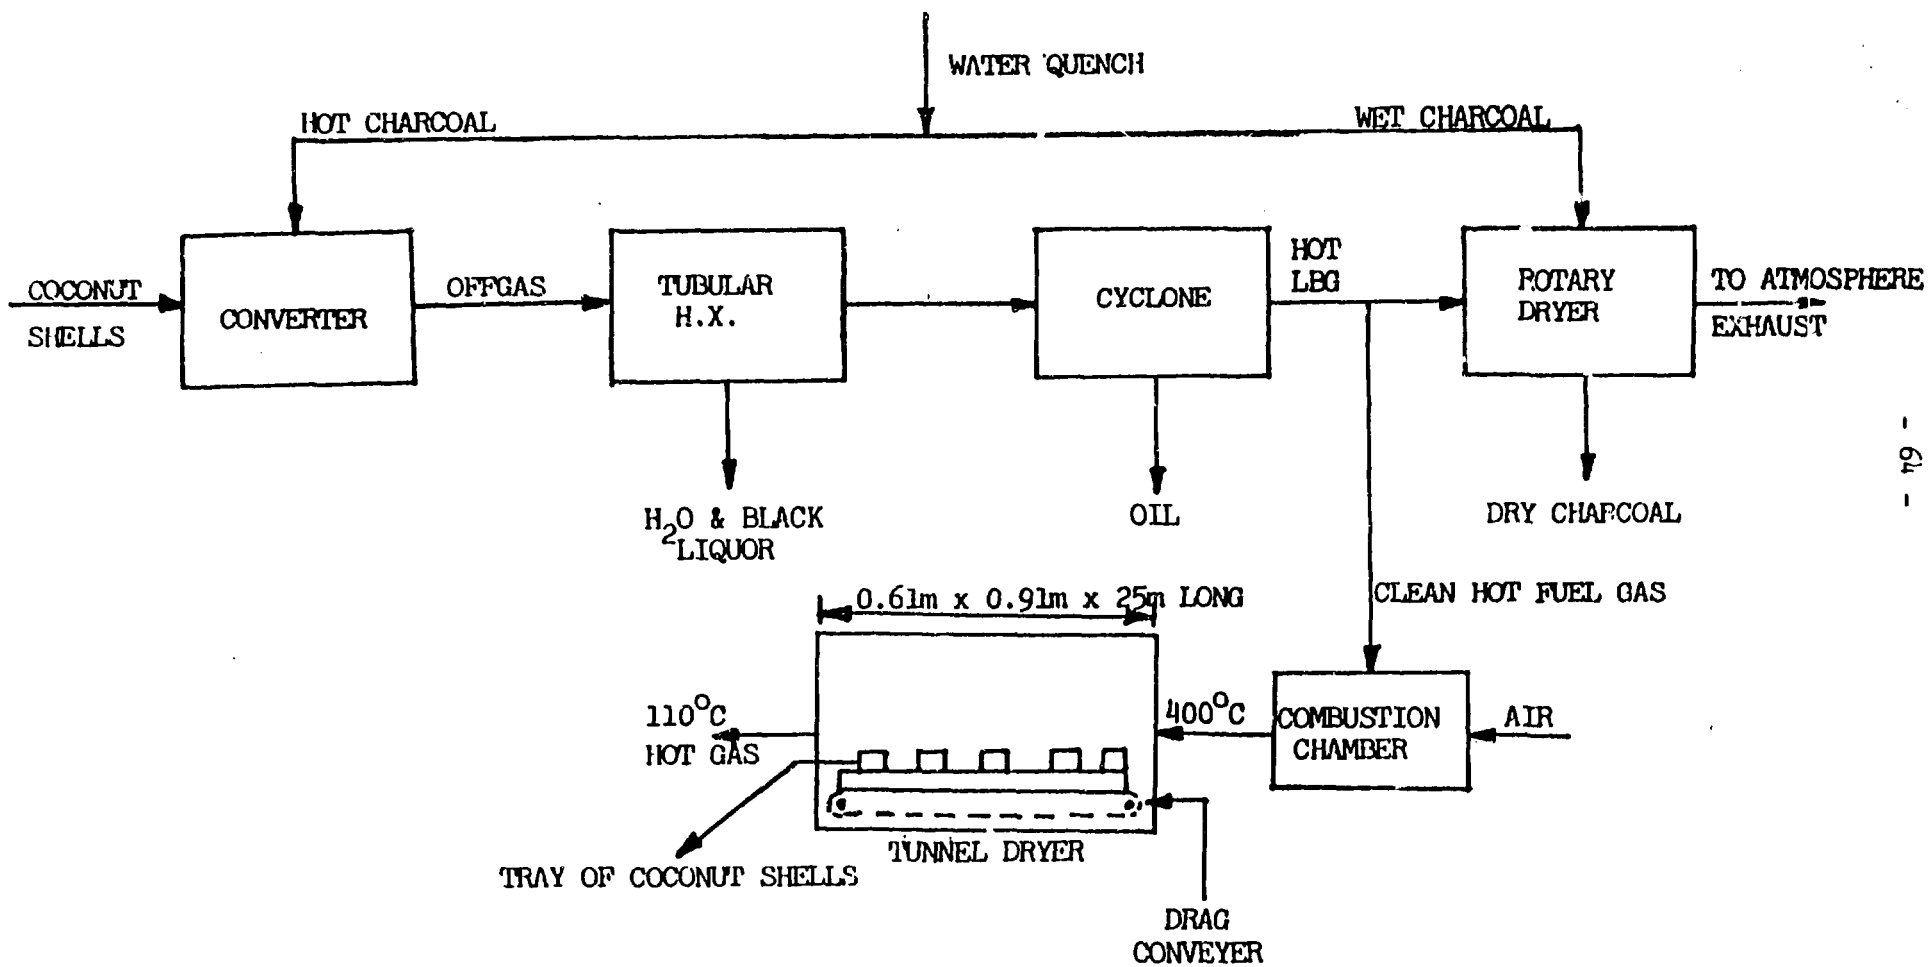 WATER QUENCH
HOT CHARCOAL
WET CHARCOAL
COCONUT
SHELLS
CONVERTER
OFFGAS
TUBULAR
H.X.
CYCLONE
HOT
LBG
ROTARY
DRYER
TO ATMOSPHERE
EXHAUST
H2O & BLACK
LIQUOR
OIL
DRY CHARCOAL
- 64 -
CLEAN HOT FUEL GAS
0.61m x 0.91m x 25m LONG
110°C
HOT GAS
400°C
COMBUSTION
CHAMBER
AIR
TUNNEL DRYER
TRAY OF COCONUT SHELLS
DRAG
CONVEYER